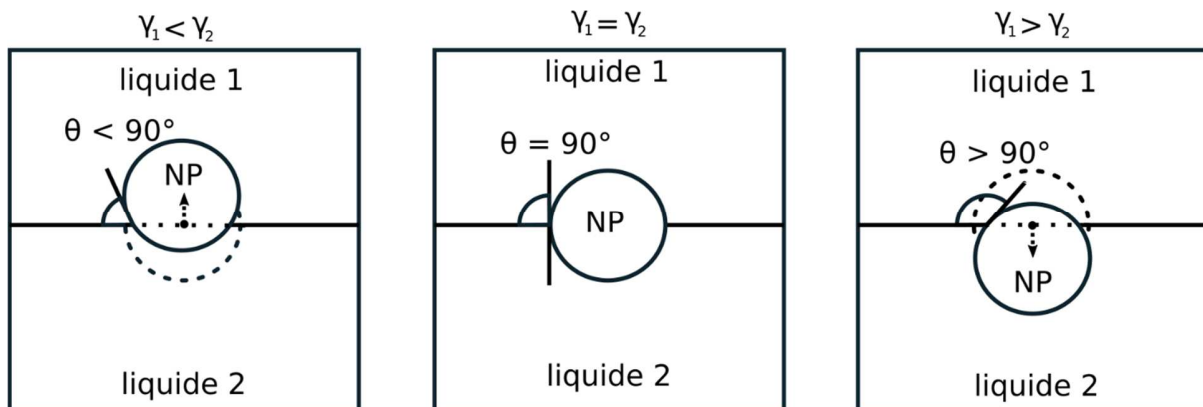 γ₁ < γ₂
liquide 1
θ < 90°
NP
liquide 2
γ₁ = γ₂
liquide 1
θ = 90°
NP
liquide 2
γ₁ > γ₂
liquide 1
θ > 90°
NP
liquide 2